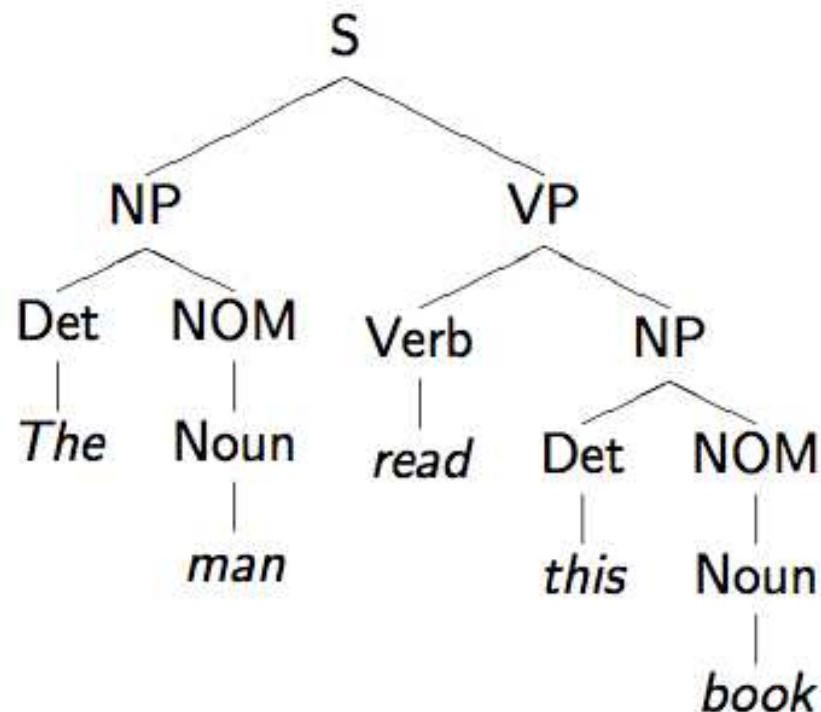 S
NP VP
Det NOM Verb NP
The Noun read Det NOM
man this Noun
book